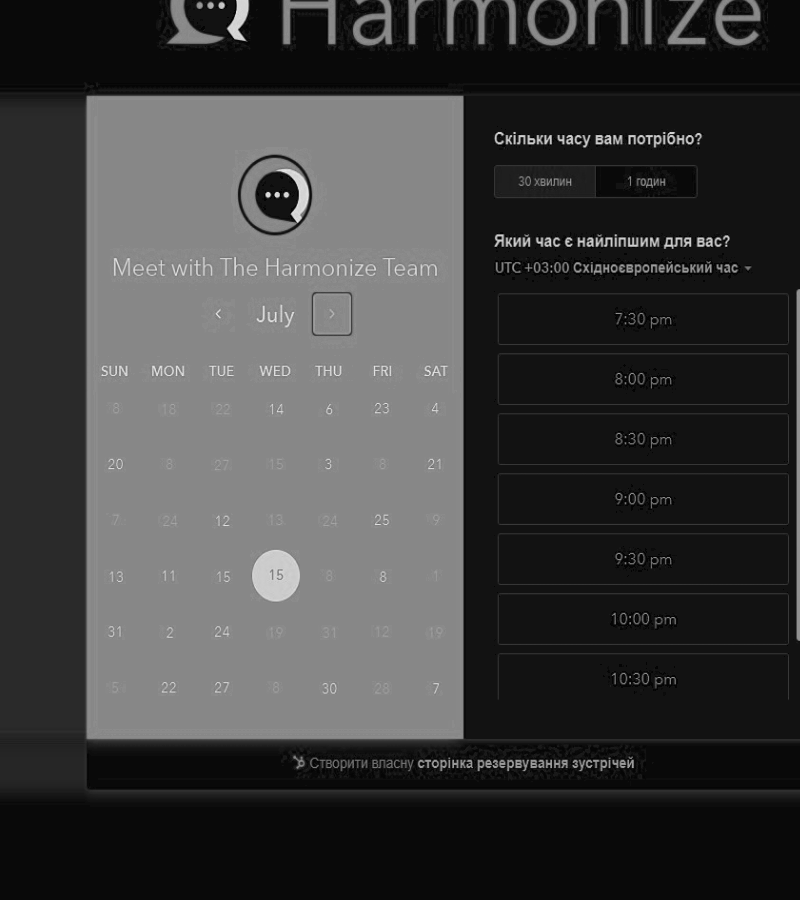 Harmonize
Meet with The Harmonize Team
July
SUN MON TUE WED THU FRI SAT
8 18 22 14 6 23 4
20 8 27 15 3 8 21
7 24 12 13 24 25 9
13 11 15 15 8 8 1
31 2 24 19 31 12 19
5 22 27 8 30 28 7
Скільки часу вам потрібно?
30 хвилин 1 годин
Який час є найліпшим для вас?
UTC +03:00 Східноєвропейський час
7:30 pm
8:00 pm
8:30 pm
9:00 pm
9:30 pm
10:00 pm
10:30 pm
Створити власну сторінка резервування зустрічей